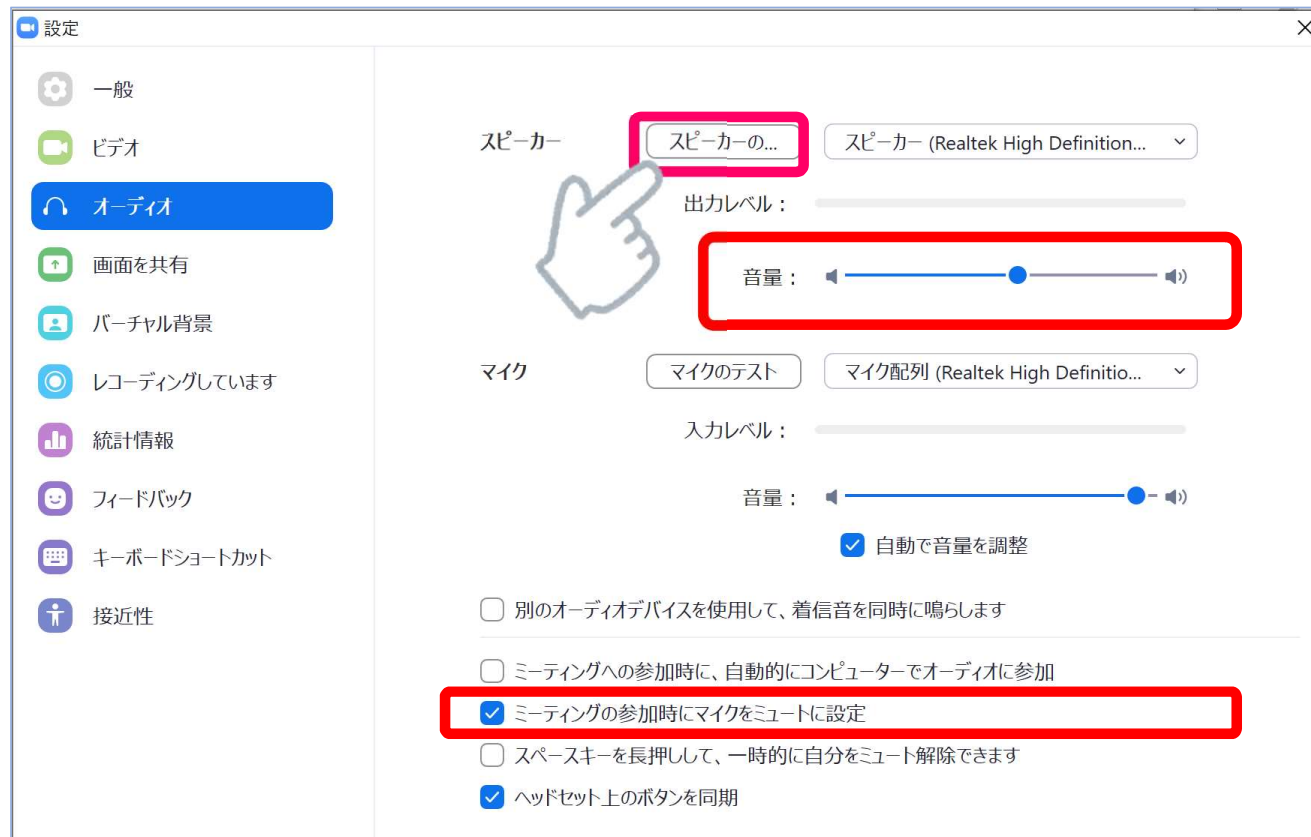 設定
一般
ビデオ
オーディオ
画面を共有
バーチャル背景
レコーディングしています
統計情報
フィードバック
キーボードショートカット
接近性
スピーカー スピーカーの... スピーカー (Realtek High Definition...
出力レベル：
音量：
マイク マイクのテスト マイク配列 (Realtek High Definitio...
入力レベル：
音量：
自動で音量を調整
別のオーディオデバイスを使用して、着信音を同時に鳴らします
ミーティングへの参加時に、自動的にコンピューターでオーディオに参加
ミーティングの参加時にマイクをミュートに設定
スペースキーを長押しして、一時的に自分をミュート解除できます
ヘッドセット上のボタンを同期